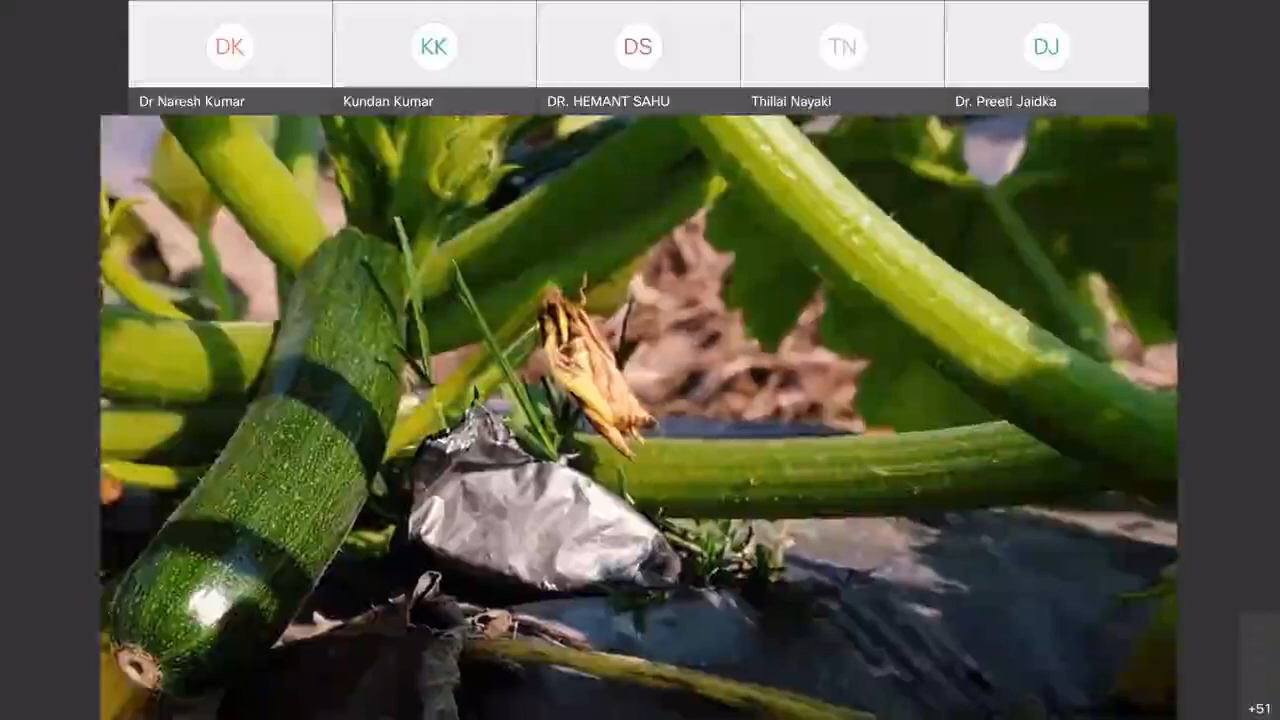 DK
KK
DS
TN
DJ
Dr Naresh Kumar
Kundan Kumar
DR. HEMANT SAHU
Thillai Nayaki
Dr. Preeti Jaidka
+51